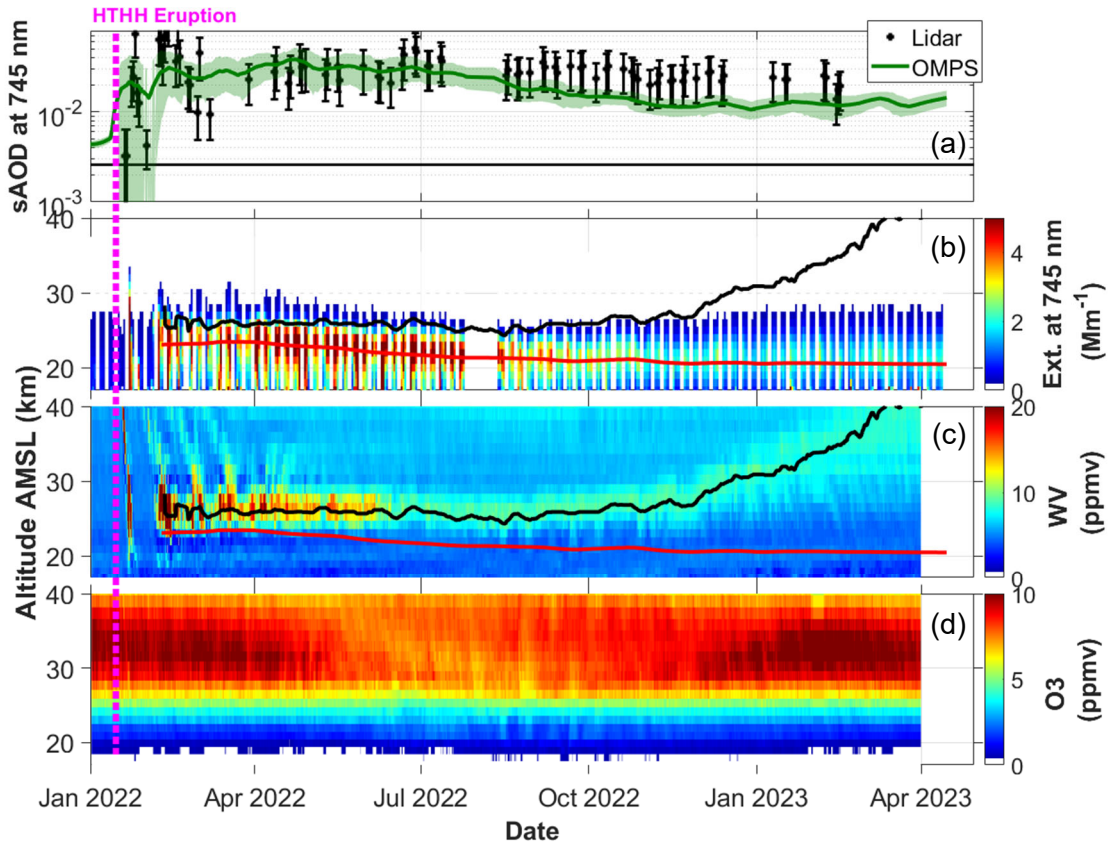 HTHH Eruption
sAOD at 745 nm
10-2
10-3
Lidar
OMPS
(a)
40
30
20
(b)
4
2
0
Ext. at 745 nm
(Mm-1)
Altitude AMSL (km)
40
30
20
(c)
20
10
0
WV
(ppmv)
40
30
20
(d)
10
5
0
O3
(ppmv)
Jan 2022
Apr 2022
Jul 2022
Oct 2022
Jan 2023
Apr 2023
Date